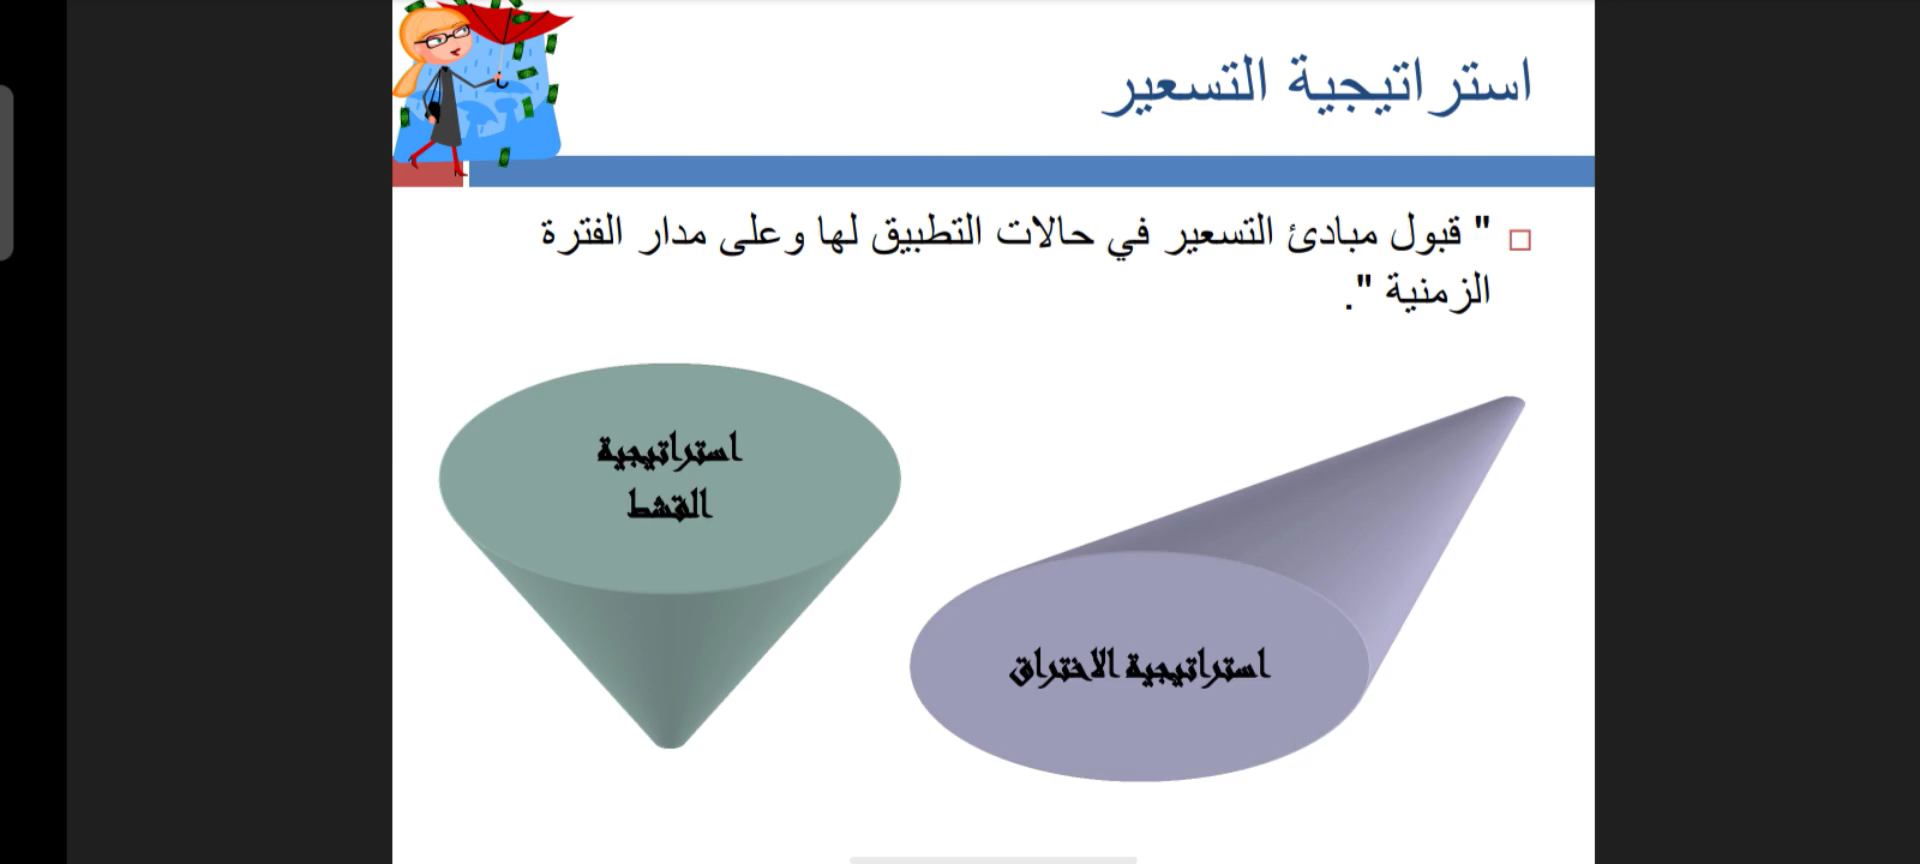 استراتيجية التسعير
" قبول مبادئ التسعير في حالات التطبيق لها وعلى مدار الفترة
الزمنية ".
استراتيجية
القشط
استراتيجية الاختراق